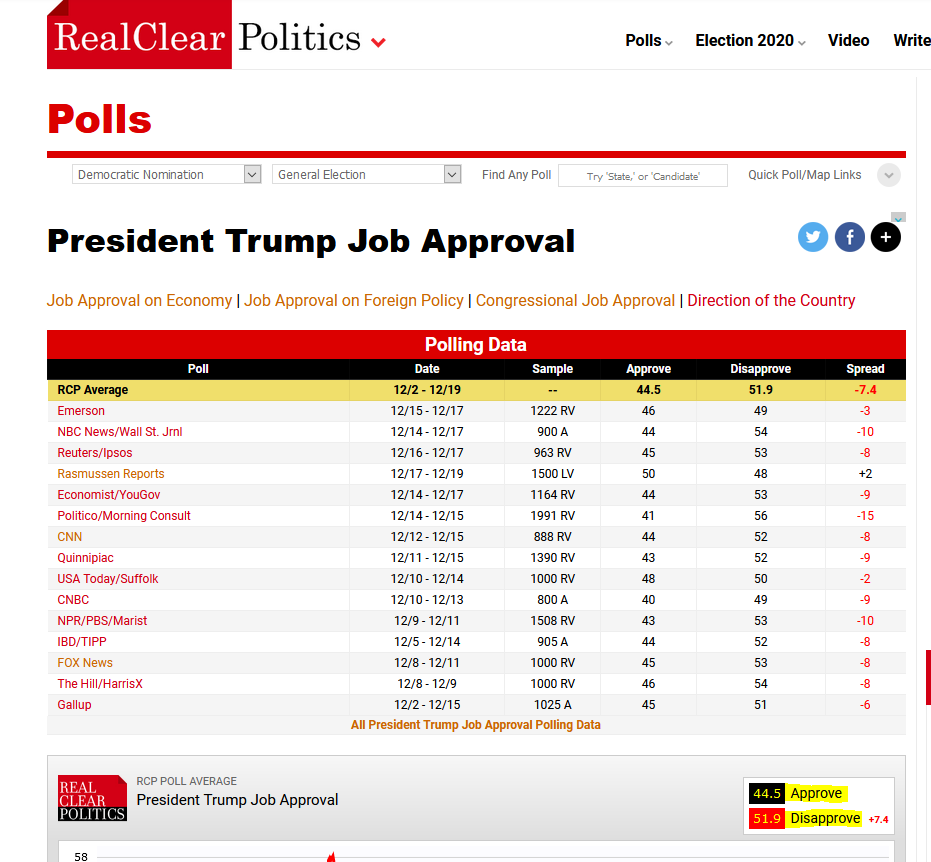 RealClear Politics
Polls Election 2020 Video Write
Polls
Democratic Nomination General Election Find Any Poll Try 'State,' or 'Candidate' Quick Poll/Map Links
President Trump Job Approval
Job Approval on Economy | Job Approval on Foreign Policy | Congressional Job Approval | Direction of the Country
Polling Data
Poll Date Sample Approve Disapprove Spread
RCP Average 12/2 - 12/19 -- 44.5 51.9 -7.4
Emerson 12/15 - 12/17 1222 RV 46 49 -3
NBC News/Wall St. Jrnl 12/14 - 12/17 900 A 44 54 -10
Reuters/Ipsos 12/16 - 12/17 963 RV 45 53 -8
Rasmussen Reports 12/17 - 12/19 1500 LV 50 48 +2
Economist/YouGov 12/14 - 12/17 1164 RV 44 53 -9
Politico/Morning Consult 12/14 - 12/15 1991 RV 41 56 -15
CNN 12/12 - 12/15 888 RV 44 52 -8
Quinnipiac 12/11 - 12/15 1390 RV 43 52 -9
USA Today/Suffolk 12/10 - 12/14 1000 RV 48 50 -2
CNBC 12/10 - 12/13 800 A 40 49 -9
NPR/PBS/Marist 12/9 - 12/11 1508 RV 43 53 -10
IBD/TIPP 12/5 - 12/14 905 A 44 52 -8
FOX News 12/8 - 12/11 1000 RV 45 53 -8
The Hill/HarrisX 12/8 - 12/9 1000 RV 46 54 -8
Gallup 12/2 - 12/15 1025 A 45 51 -6
All President Trump Job Approval Polling Data
REAL
CLEAR
POLITICS
RCP POLL AVERAGE
President Trump Job Approval
44.5 Approve
51.9 Disapprove +7.4
58